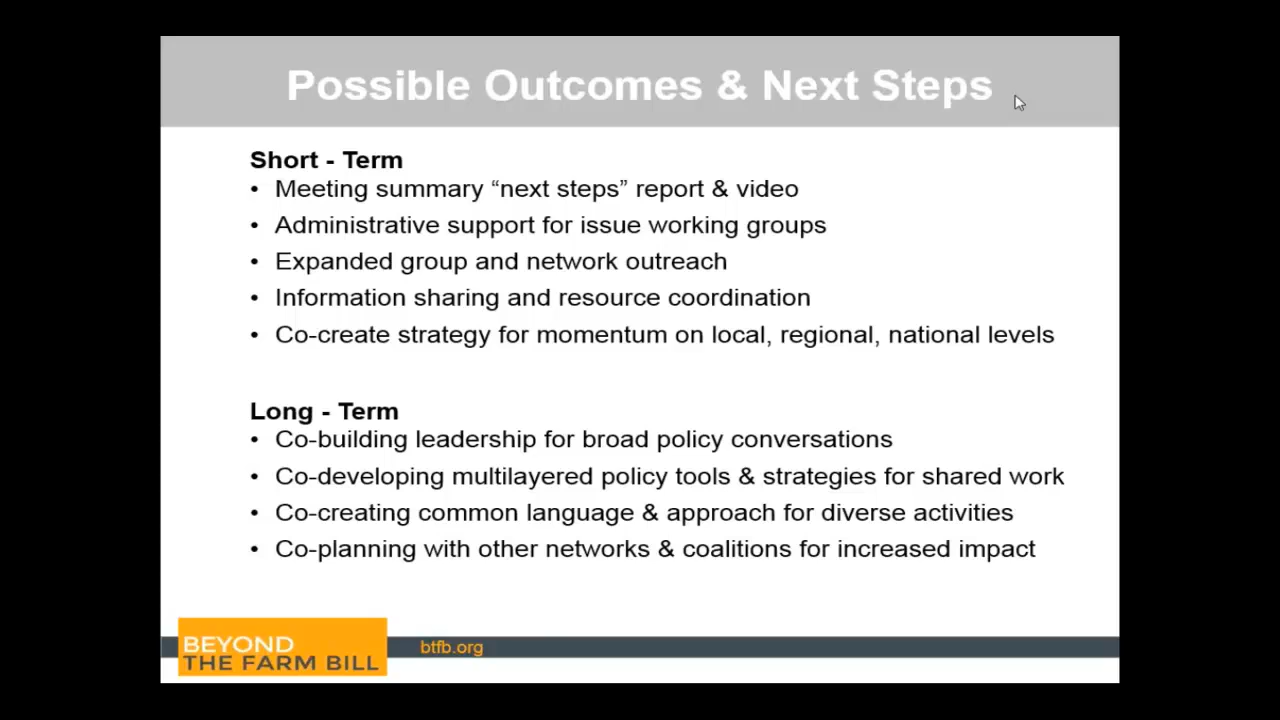 Possible Outcomes & Next Steps
Short - Term
• Meeting summary “next steps” report & video
• Administrative support for issue working groups
• Expanded group and network outreach
• Information sharing and resource coordination
• Co-create strategy for momentum on local, regional, national levels
Long - Term
• Co-building leadership for broad policy conversations
• Co-developing multilayered policy tools & strategies for shared work
• Co-creating common language & approach for diverse activities
• Co-planning with other networks & coalitions for increased impact
BEYOND
THE FARM BILL
btfb.org